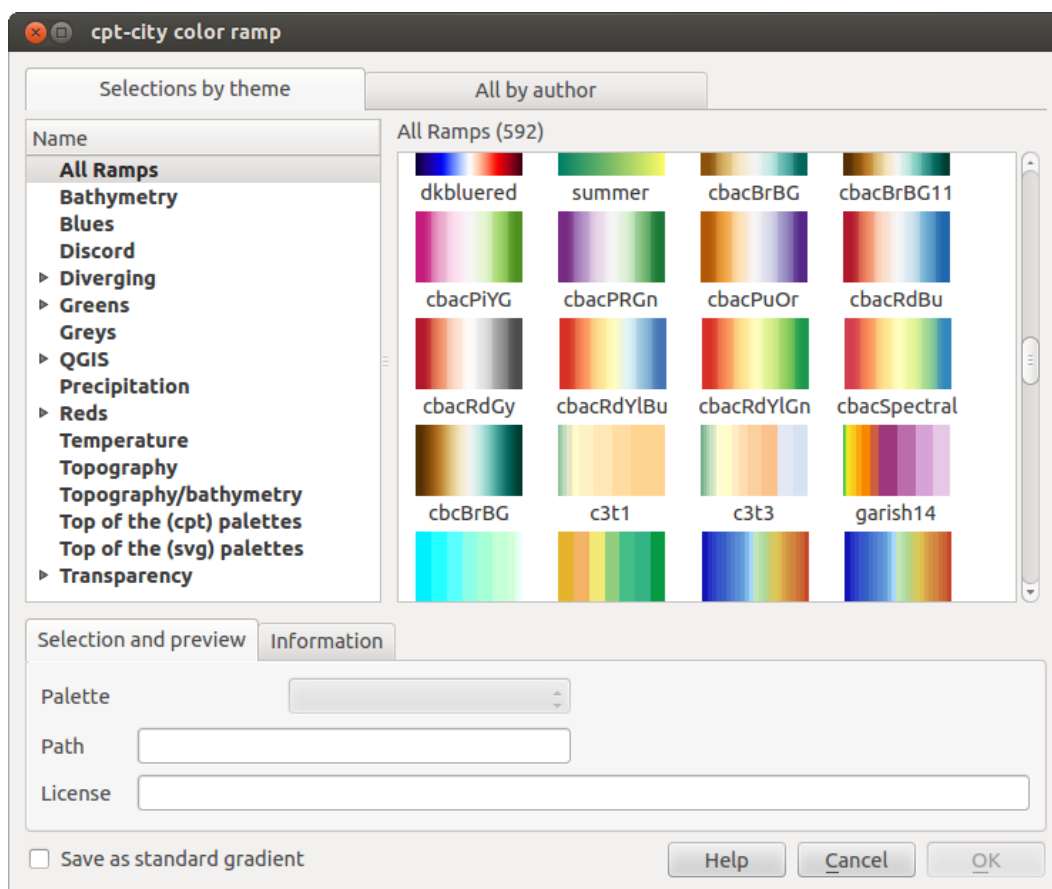 cpt-city color ramp
Selections by theme
All by author
Name
All Ramps
Bathymetry
Blues
Discord
Diverging
Greens
Greys
QGIS
Precipitation
Reds
Temperature
Topography
Topography/bathymetry
Top of the (cpt) palettes
Top of the (svg) palettes
Transparency
All Ramps (592)
dkbluered summer cbacBrBG cbacBrBG11
cbacPiYG cbacPRGn cbacPuOr cbacRdBu
cbacRdGy cbacRdYlBu cbacRdYlGn cbacSpectral
cbcBrBG c3t1 c3t3 garish14
Selection and preview
Information
Palette
Path
License
Save as standard gradient
Help
Cancel
OK